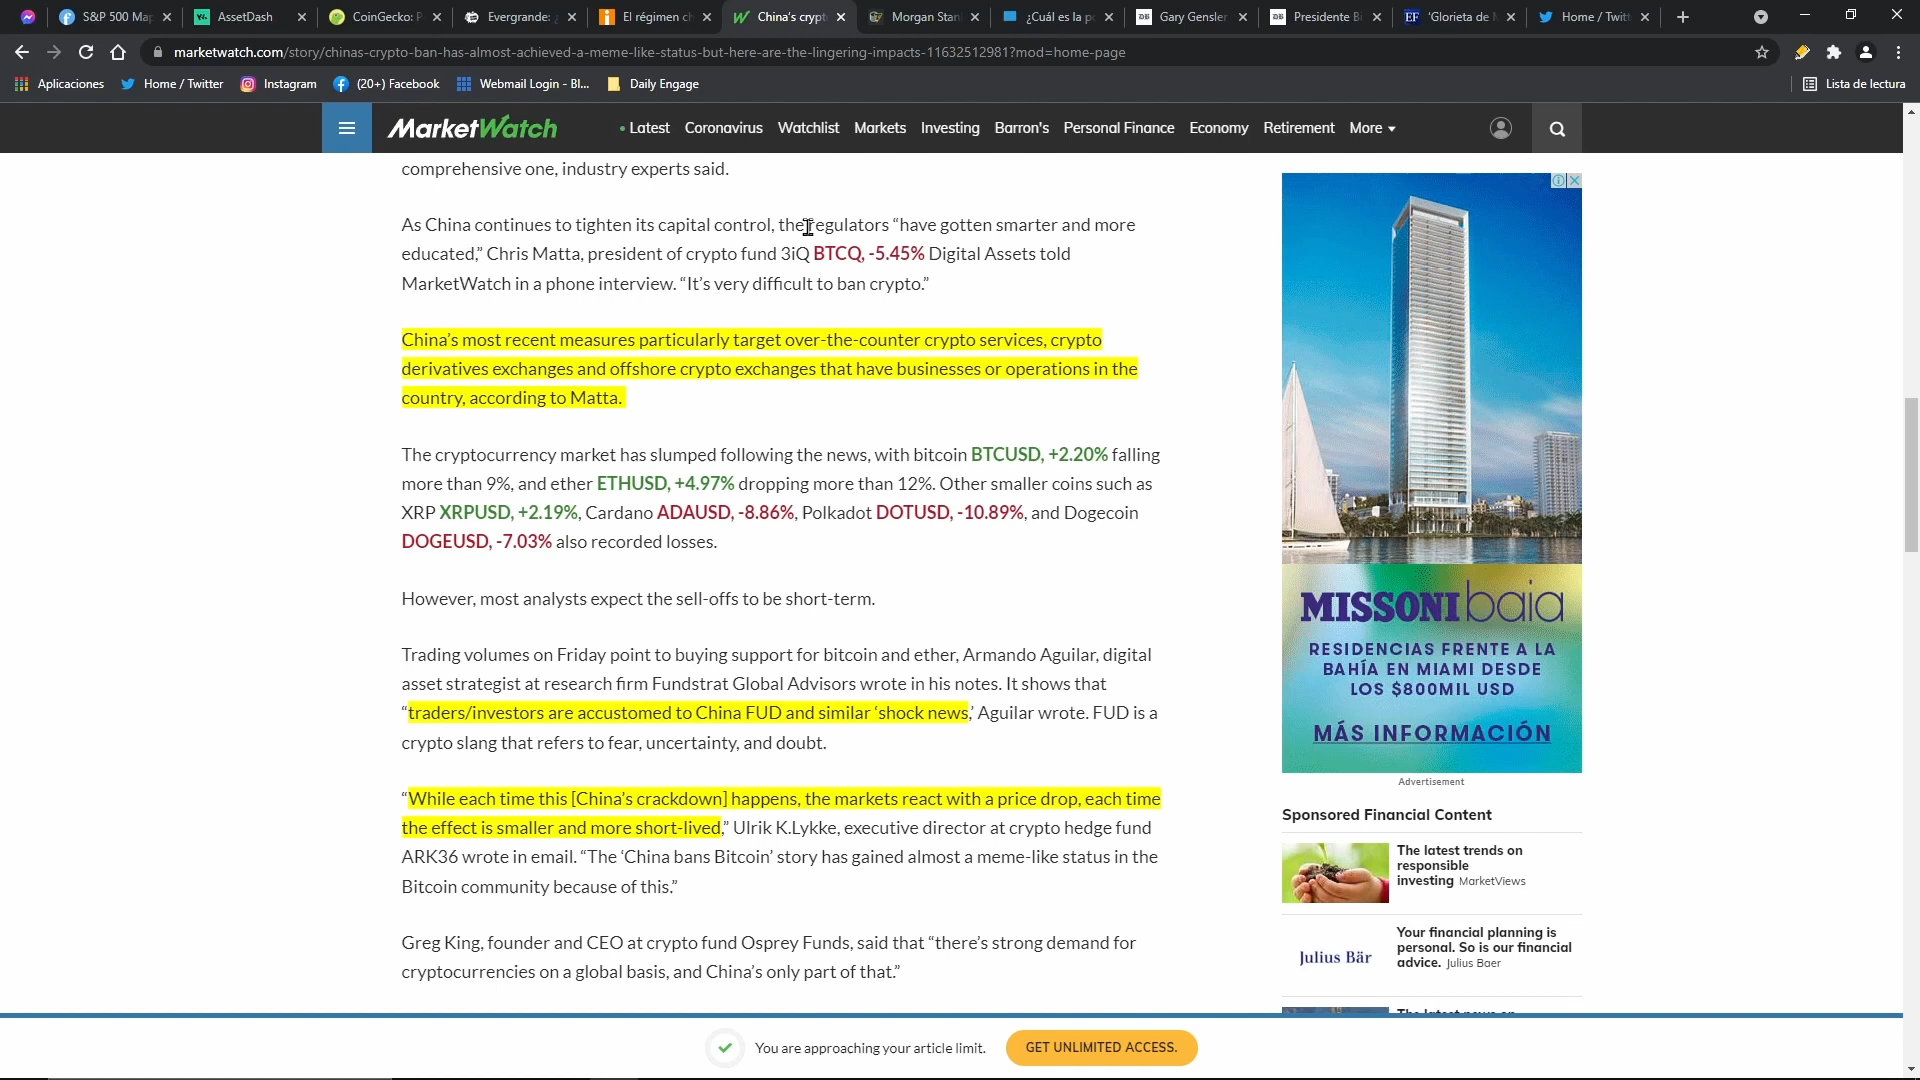 S&P 500 Map
AssetDash
CoinGecko: P
Evergrande: ¿
El régimen ch
China's crypt
Morgan Stan
¿Cuál es la p
Gary Gensler
Presidente Bi
'Glorieta de
Home / Twitt
marketwatch.com/story/chinas-crypto-ban-has-almost-achieved-a-meme-like-status-but-here-are-the-lingering-impacts-11632512981?mod=home-page
Aplicaciones
Home / Twitter
Instagram
(20+) Facebook
Webmail Login - Bl...
Daily Engage
Lista de lectura
MarketWatch
• Latest
Coronavirus
Watchlist
Markets
Investing
Barron's
Personal Finance
Economy
Retirement
More
comprehensive one, industry experts said.
As China continues to tighten its capital control, the regulators “have gotten smarter and more
educated,” Chris Matta, president of crypto fund 3iQ BTCQ, -5.45% Digital Assets told
MarketWatch in a phone interview. “It’s very difficult to ban crypto.”
China’s most recent measures particularly target over-the-counter crypto services, crypto
derivatives exchanges and offshore crypto exchanges that have businesses or operations in the
country, according to Matta.
The cryptocurrency market has slumped following the news, with bitcoin BTCUSD, +2.20% falling
more than 9%, and ether ETHUSD, +4.97% dropping more than 12%. Other smaller coins such as
XRP XRPUSD, +2.19%, Cardano ADAUSD, -8.86%, Polkadot DOTUSD, -10.89%, and Dogecoin
DOGEUSD, -7.03% also recorded losses.
However, most analysts expect the sell-offs to be short-term.
Trading volumes on Friday point to buying support for bitcoin and ether, Armando Aguilar, digital
asset strategist at research firm Fundstrat Global Advisors wrote in his notes. It shows that
“traders/investors are accustomed to China FUD and similar ‘shock news,’ Aguilar wrote. FUD is a
crypto slang that refers to fear, uncertainty, and doubt.
“While each time this [China’s crackdown] happens, the markets react with a price drop, each time
the effect is smaller and more short-lived,” Ulrik K.Lykke, executive director at crypto hedge fund
ARK36 wrote in email. “The ‘China bans Bitcoin’ story has gained almost a meme-like status in the
Bitcoin community because of this.”
Greg King, founder and CEO at crypto fund Osprey Funds, said that “there’s strong demand for
cryptocurrencies on a global basis, and China’s only part of that.”
MISSONI baia
RESIDENCIAS FRENTE A LA
BAHÍA EN MIAMI DESDE
LOS $800MIL USD
MÁS INFORMACIÓN
Advertisement
Sponsored Financial Content
The latest trends on
responsible
investing MarketViews
Julius Bär
Your financial planning is
personal. So is our financial
advice. Julius Baer
You are approaching your article limit.
GET UNLIMITED ACCESS.